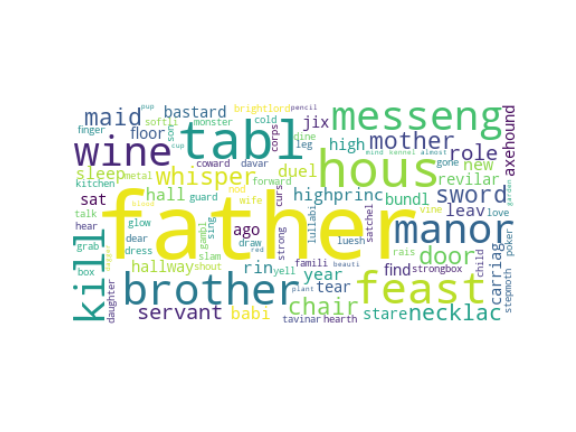 pup
brightlord
pencil
maid
softli
bastard
monster
cold
corps
jix
messeng
axehound
finger
floor
son
cup
sing
tabl
dine
leg
high
mother
mind
kennel
almost
gone
role
new
wine
coward
davar
hous
sleep
metal
whisper
forward
duel
revilar
garden
kitchen
nod
curs
highprinc
bundl
sword
sat
hall
guard
wife
lullabi
satchel
vine
leav
love
talk
father
manor
hear
glow
gambl
ago
strong
luesh
door
carriag
poker
dear
draw
red
grab
dress
slam
rais
child
stepmoth
kill
hallway
shout
rin
yell
famili
find
strongbox
box
blood
dagger
brother
year
tear
beauti
feast
plant
daughter
servant
babi
chair
stare
necklac
tavinar
hearth